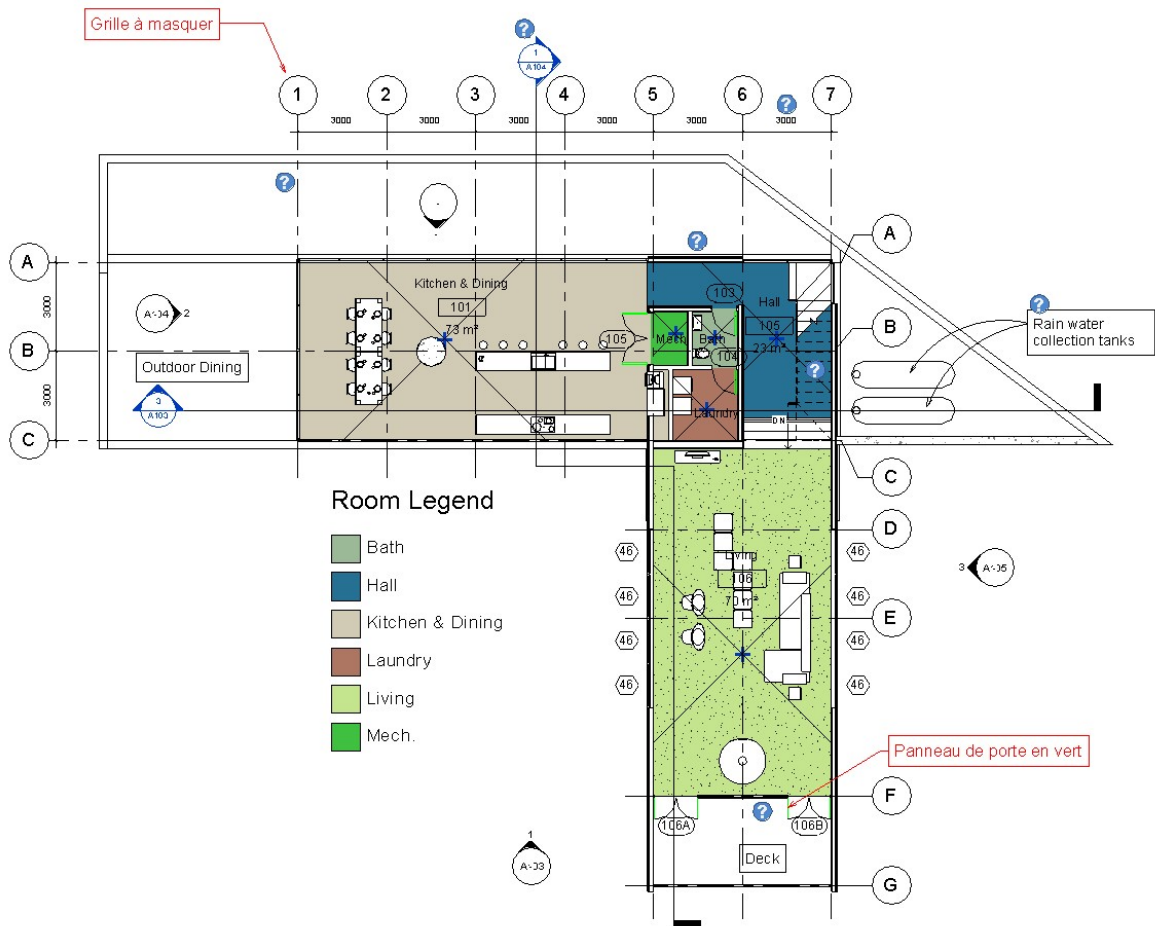 Grille à masquer
?
1
A104
1
2
3
4
5
6
7
?
3000
3000
3000
3000
3000
3000
?
?
A
A
3000
Kitchen & Dining
101
73 m²
103
Hall
105
23 m²
?
A104
2
105
Mech.
Bath
104
B
B
Rain water
collection tanks
Outdoor Dining
?
3000
3
A103
Laundry
DN
C
C
Room Legend
Bath
Hall
Kitchen & Dining
Laundry
Living
Mech.
D
46
46
Living
106
70 m²
3
A105
46
46
E
46
46
46
46
Panneau de porte en vert
F
?
106A
106B
1
A103
Deck
G